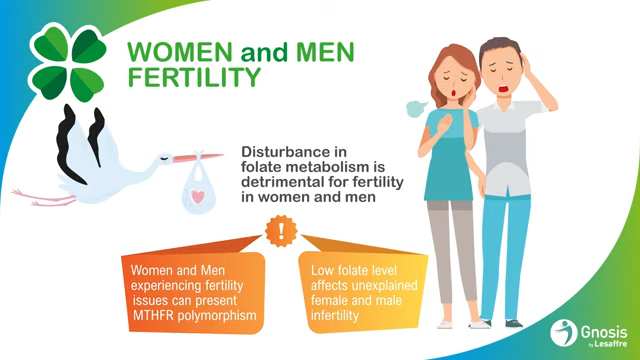 WOMEN and MEN
FERTILITY
Disturbance in
folate metabolism is
detrimental for fertility
in women and men
!
Women and Men
experiencing fertility
issues can present
MTHFR polymorphism
Low folate level
affects unexplained
female and male
infertility
Gnosis
by Lesaffre